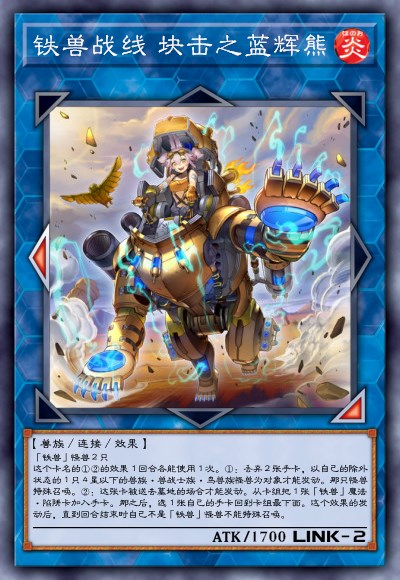 铁兽战线 块击之蓝辉熊
ほのお
炎
【兽族/连接/效果】
「铁兽」怪兽2只
这个卡名的①②的效果1回合各能使用1次。①：丢弃2张手卡，以自己的除外
状态的1只4星以下的兽族·兽战士族·鸟兽族怪兽为对象才能发动。那只怪兽
特殊召唤。②：这张卡被送去墓地的场合才能发动。从卡组把1张「铁兽」魔法
·陷阱卡加入手卡。那之后，选1张自己的手卡回到卡组最下面。这个效果的发
动后，直到回合结束时自己不是「铁兽」怪兽不能特殊召唤。
ATK/1700 LINK-2